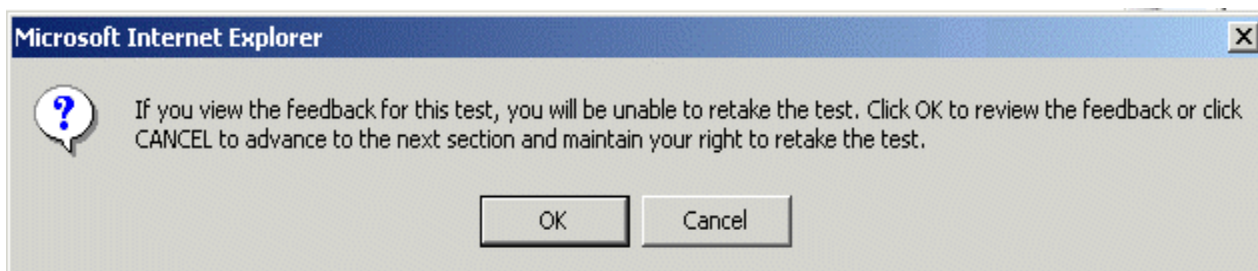 Microsoft Internet Explorer
If you view the feedback for this test, you will be unable to retake the test. Click OK to review the feedback or click
CANCEL to advance to the next section and maintain your right to retake the test.
OK
Cancel